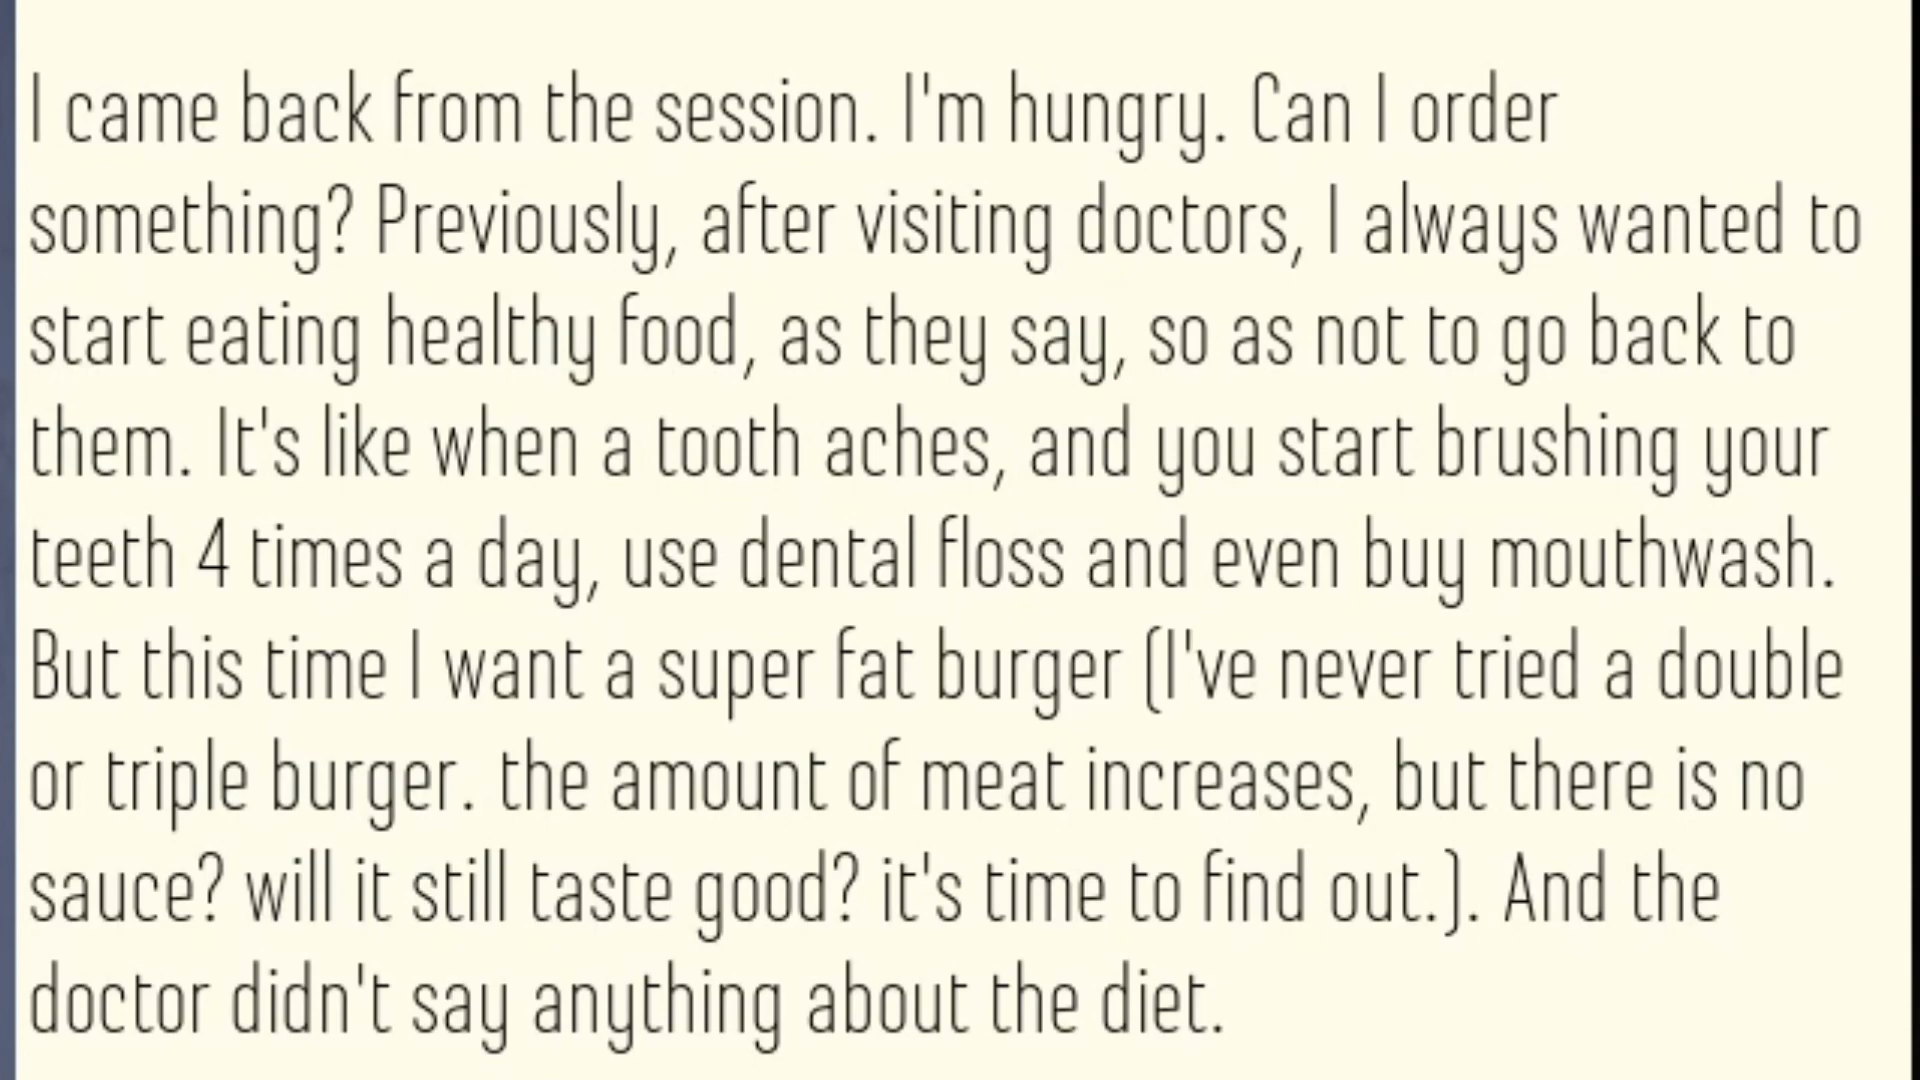 I came back from the session. I'm hungry. Can I order
something? Previously, after visiting doctors, I always wanted to
start eating healthy food, as they say, so as not to go back to
them. It's like when a tooth aches, and you start brushing your
teeth 4 times a day, use dental floss and even buy mouthwash.
But this time I want a super fat burger (I've never tried a double
or triple burger. the amount of meat increases, but there is no
sauce? will it still taste good? it's time to find out.). And the
doctor didn't say anything about the diet.